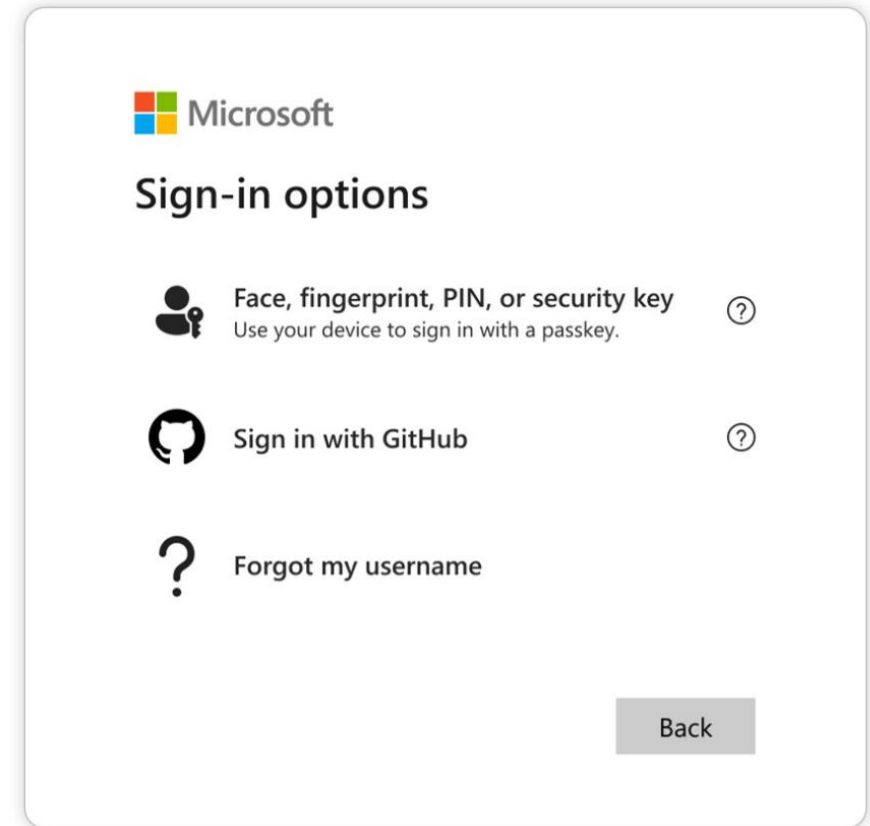 Microsoft
Sign-in options
Face, fingerprint, PIN, or security key
Use your device to sign in with a passkey.
Sign in with GitHub
Forgot my username
Back